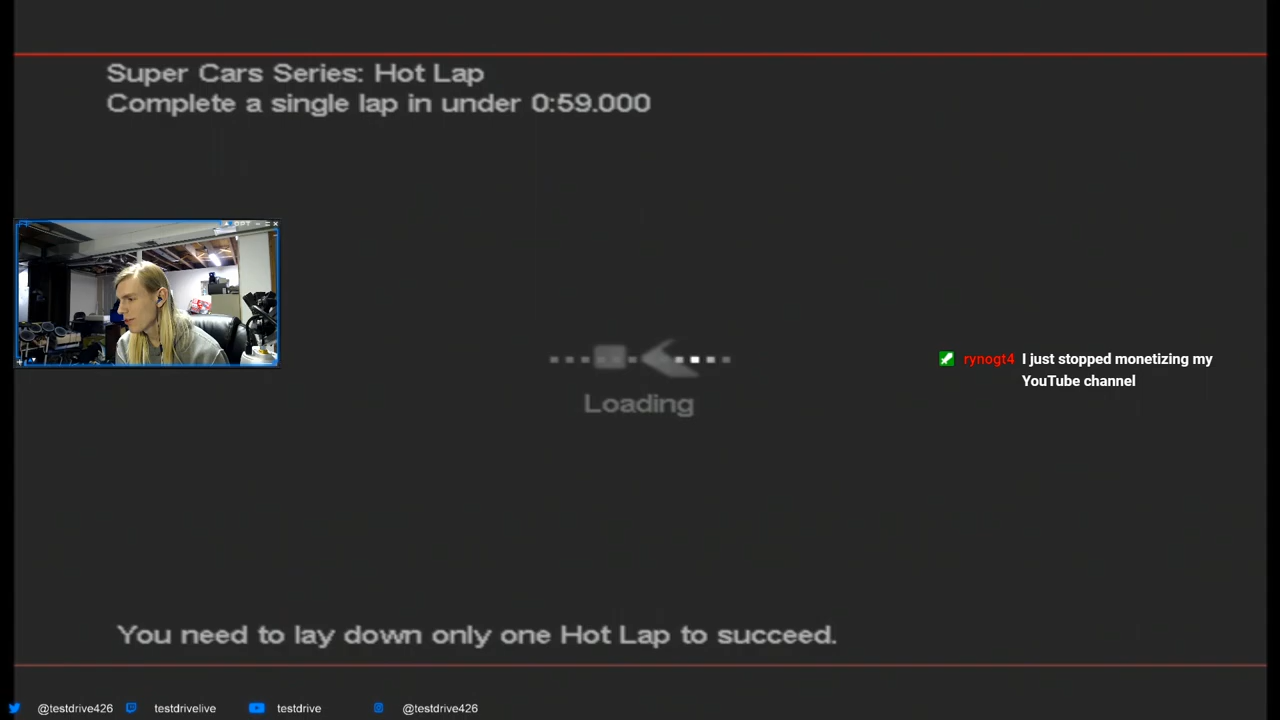 Super Cars Series: Hot Lap
Complete a single lap in under 0:59.000
rynogt4 I just stopped monetizing my
YouTube channel
Loading
You need to lay down only one Hot Lap to succeed.
@testdrive426 testdrivelive testdrive @testdrive426